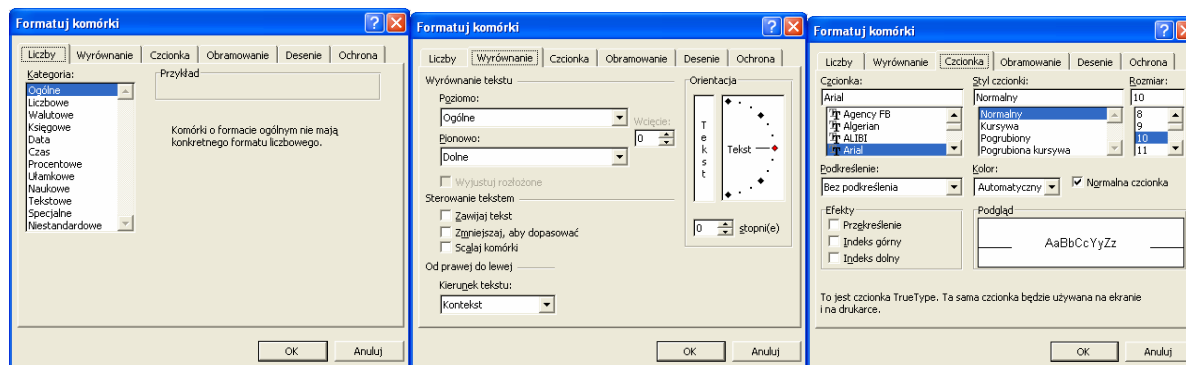 Formatuj komórki
Liczby Wyrównanie Czcionka Obramowanie Desenie Ochrona
Kategoria:
Ogólne
Liczbowe
Walutowe
Księgowe
Data
Czas
Procentowe
Ułamkowe
Naukowe
Tekstowe
Specjalne
Niestandardowe
Przykład
Komórki o formacie ogólnym nie mają
konkretnego formatu liczbowego.
OK Anuluj
Formatuj komórki
Liczby Wyrównanie Czcionka Obramowanie Desenie Ochrona
Wyrównanie tekstu
Poziomo:
Ogólne
Wcięcie:
Pionowo:
0
Dolne
Wyjustuj rozłożone
Sterowanie tekstem
Zawijaj tekst
Zmniejszaj, aby dopasować
Scalaj komórki
Od prawej do lewej
Kierunek tekstu:
Kontekst
Orientacja
Tekst
Tekst
0 stopni(e)
OK Anuluj
Formatuj komórki
Liczby Wyrównanie Czcionka Obramowanie Desenie Ochrona
Czcionka: Styl czcionki: Rozmiar:
Arial Normalny 10
Agency FB Normalny 8
Algerian Kursywa 9
ALIBI Pogrubiony 10
Arial Pogrubiona kursywa 11
Podkreślenie: Kolor:
Bez podkreślenia Automatyczny Normalna czcionka
Efekty Podgląd
Przekreślenie
Indeks górny
Indeks dolny
AaBbCcYyZz
To jest czcionka TrueType. Ta sama czcionka będzie używana na ekranie
i na drukarce.
OK Anuluj